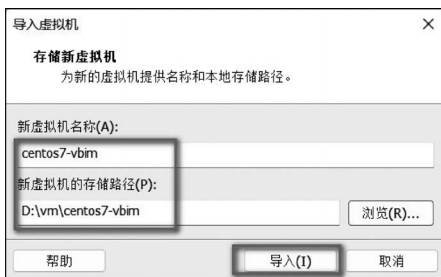 导入虚拟机
存储新虚拟机
为新的虚拟机提供名称和本地存储路径。
新虚拟机名称(A):
centos7-vbim
新虚拟机的存储路径(P):
D:\vm\centos7-vbim
浏览(R)...
帮助
导入(I)
取消